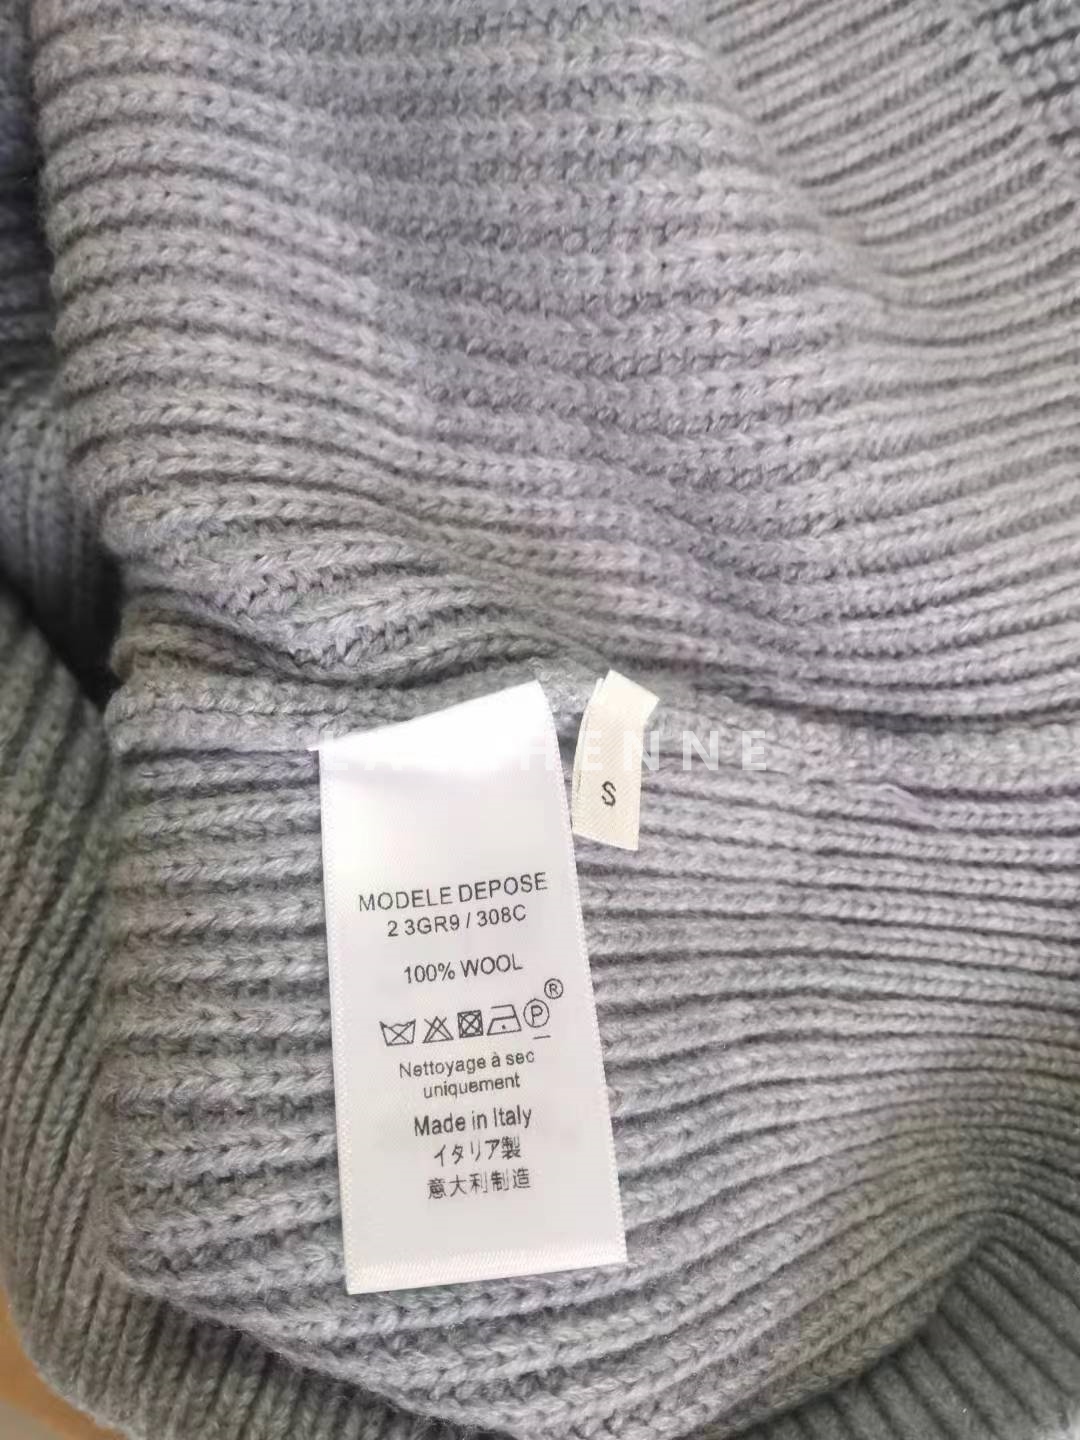 S
MODELE DEPOSE
2 3GR9 / 308C
100% WOOL
P
®
Nettoyage à sec
uniquement
Made in Italy
イタリア製
意大利制造